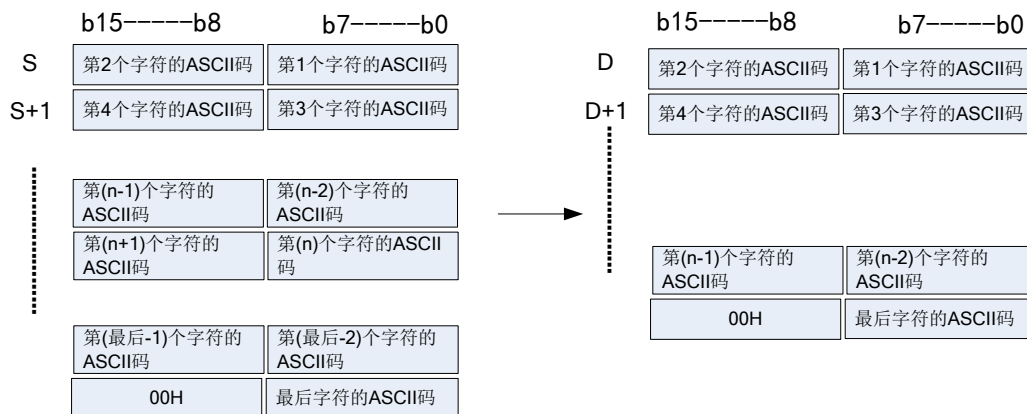 b15-----b8 b7-----b0
S 第2个字符的ASCII码 第1个字符的ASCII码
S+1 第4个字符的ASCII码 第3个字符的ASCII码
第(n-1)个字符的
ASCII码
第(n-2)个字符的
ASCII码
第(n+1)个字符的
ASCII码
第(n)个字符的ASCII
码
第(最后-1)个字符的
ASCII码
第(最后-2)个字符的
ASCII码
00H 最后字符的ASCII码
b15-----b8 b7-----b0
D 第2个字符的ASCII码 第1个字符的ASCII码
D+1 第4个字符的ASCII码 第3个字符的ASCII码
第(n-1)个字符的
ASCII码
第(n-2)个字符的
ASCII码
00H 最后字符的ASCII码